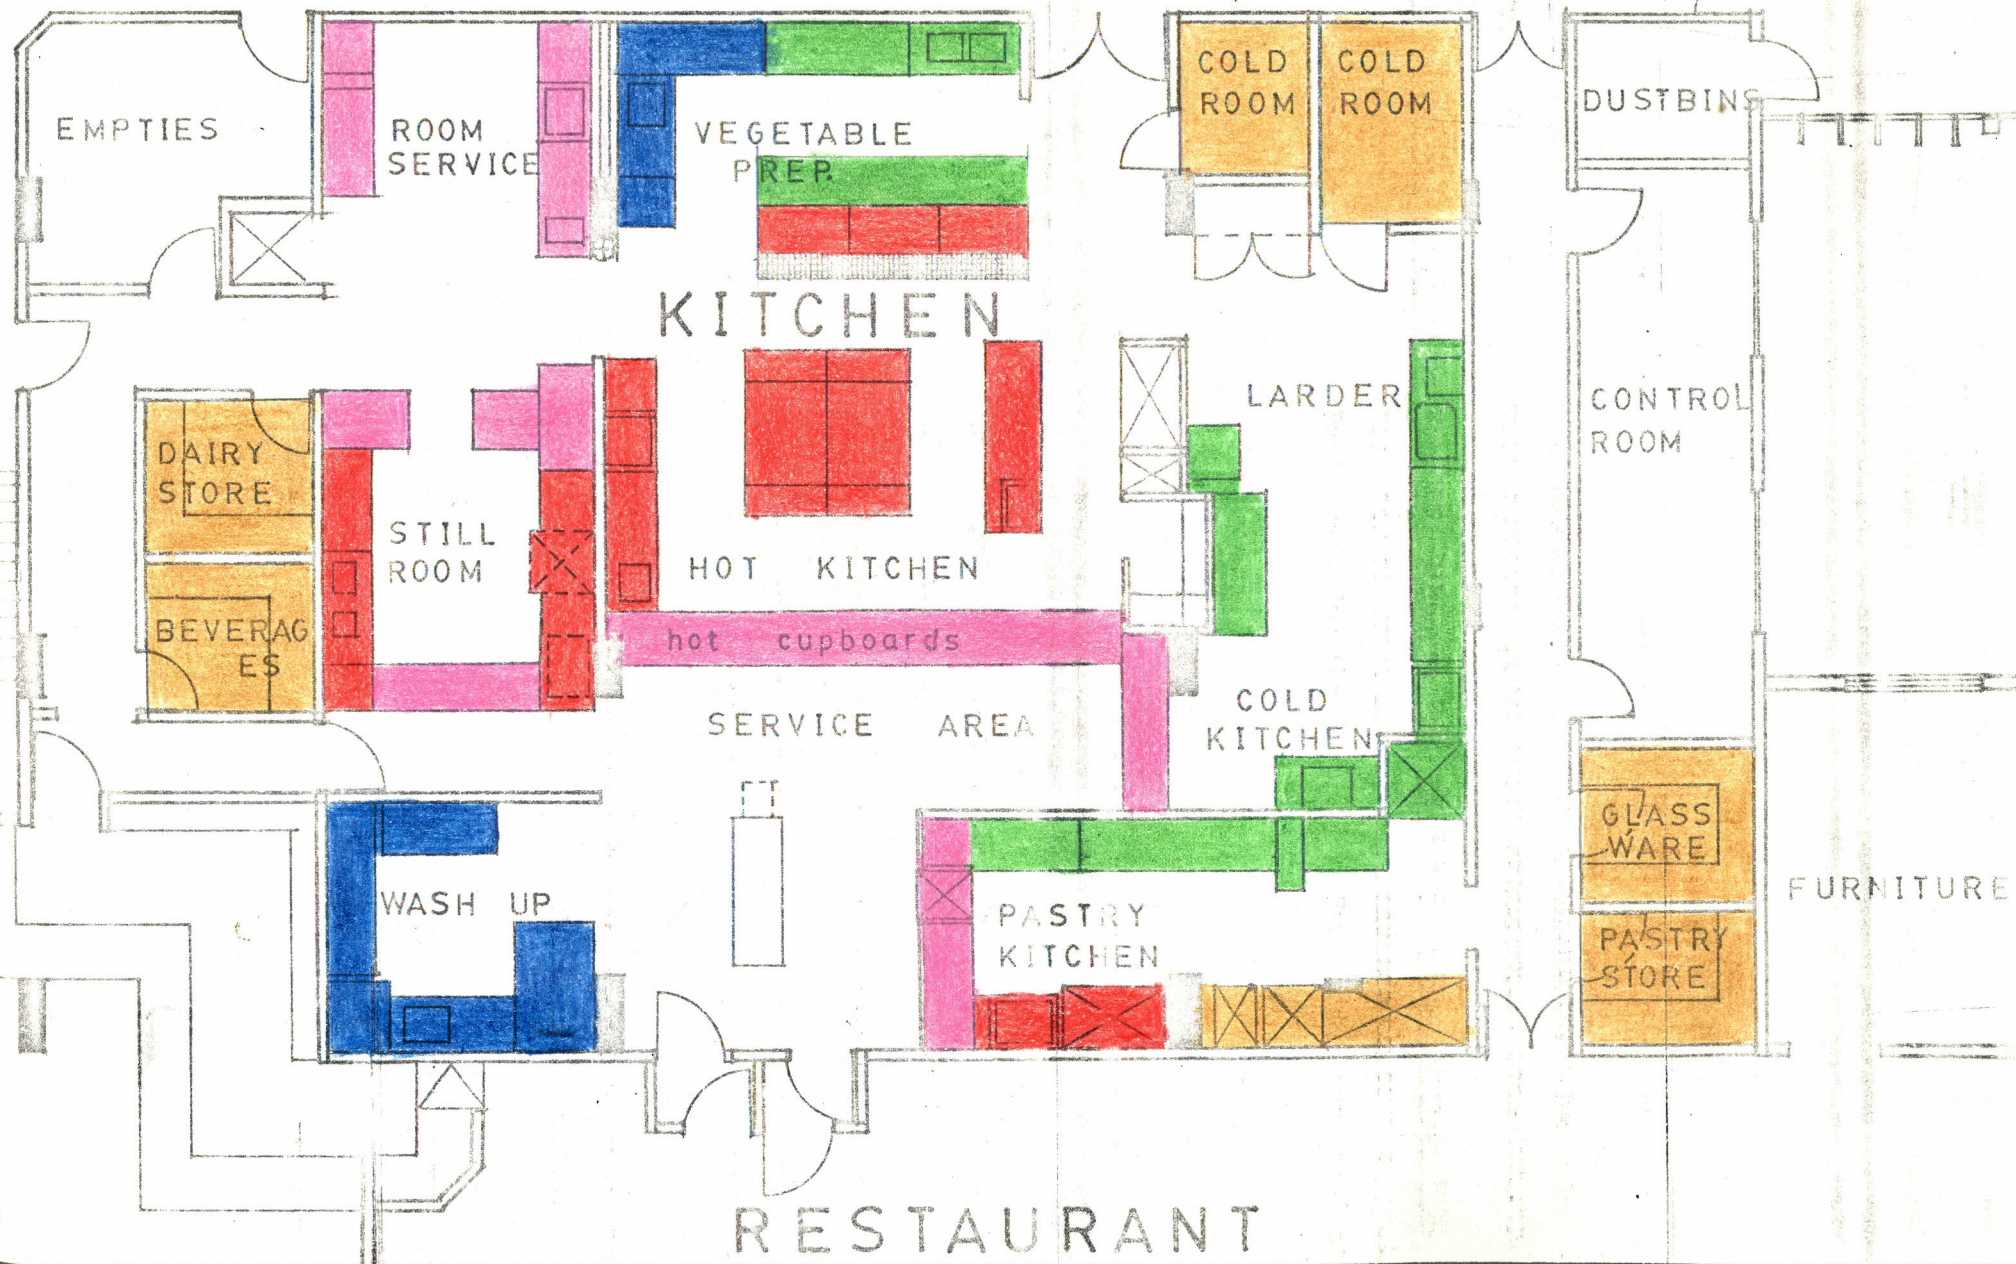 EMPTIES
ROOM
SERVICE
VEGETABLE
PREP.
COLD
ROOM
COLD
ROOM
DUSTBINS
KITCHEN
LARDER
CONTROL
ROOM
DAIRY
STORE
STILL
ROOM
HOT KITCHEN
BEVERAG
ES
hot cupboards
SERVICE AREA
COLD
KITCHEN
GLASS
WARE
FURNITURE
WASH UP
PASTRY
KITCHEN
PASTRY
STORE
RESTAURANT